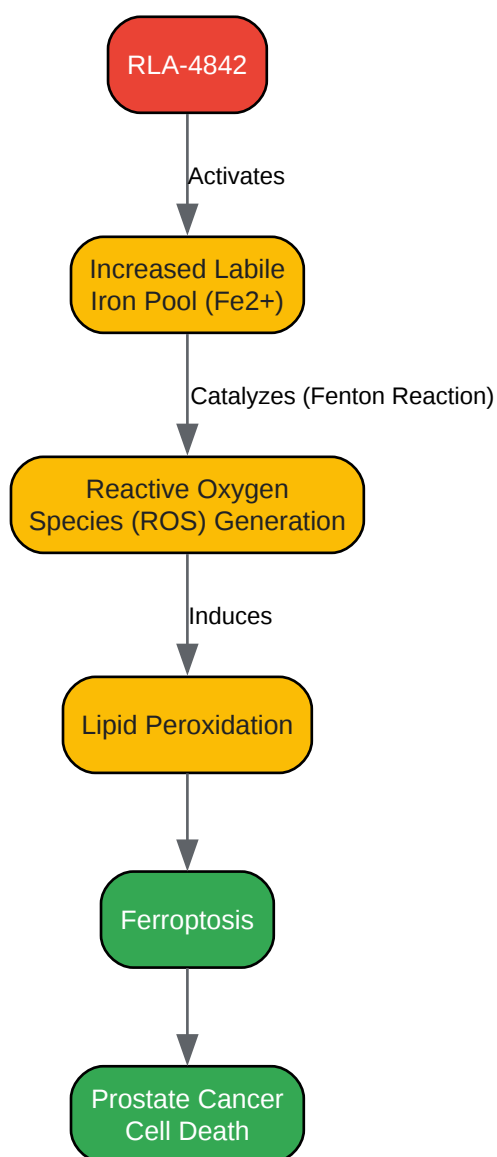 RLA-4842
Activates
Increased Labile
Iron Pool (Fe2+)
Catalyzes (Fenton Reaction)
Reactive Oxygen
Species (ROS) Generation
Induces
Lipid Peroxidation
Ferroptosis
Prostate Cancer
Cell Death